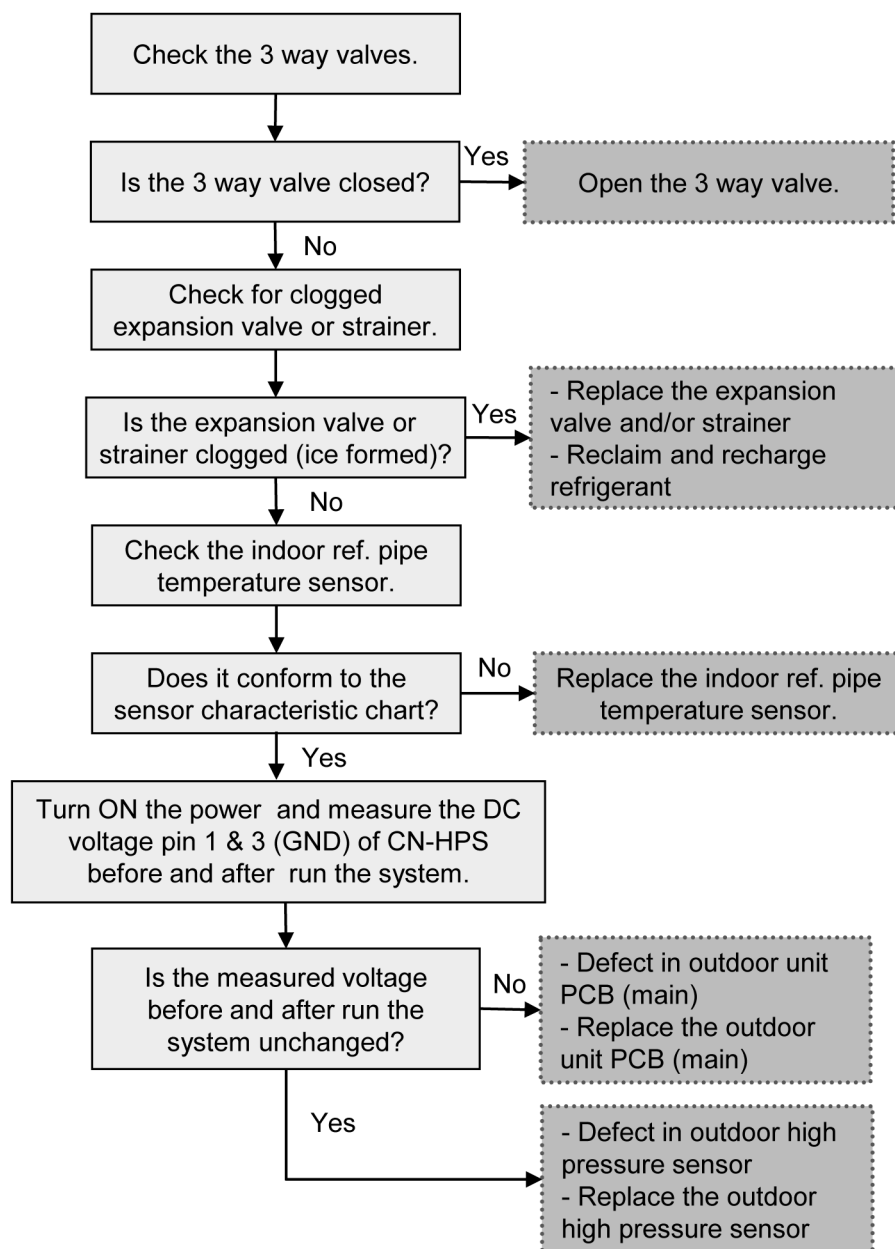 Check the 3 way valves.
Is the 3 way valve closed?
Yes
Open the 3 way valve.
No
Check for clogged
expansion valve or strainer.
Is the expansion valve or
strainer clogged (ice formed)?
Yes
- Replace the expansion
valve and/or strainer
- Reclaim and recharge
refrigerant
No
Check the indoor ref. pipe
temperature sensor.
Does it conform to the
sensor characteristic chart?
No
Replace the indoor ref. pipe
temperature sensor.
Yes
Turn ON the power and measure the DC
voltage pin 1 & 3 (GND) of CN-HPS
before and after run the system.
Is the measured voltage
before and after run the
system unchanged?
No
- Defect in outdoor unit
PCB (main)
- Replace the outdoor
unit PCB (main)
Yes
- Defect in outdoor high
pressure sensor
- Replace the outdoor
high pressure sensor